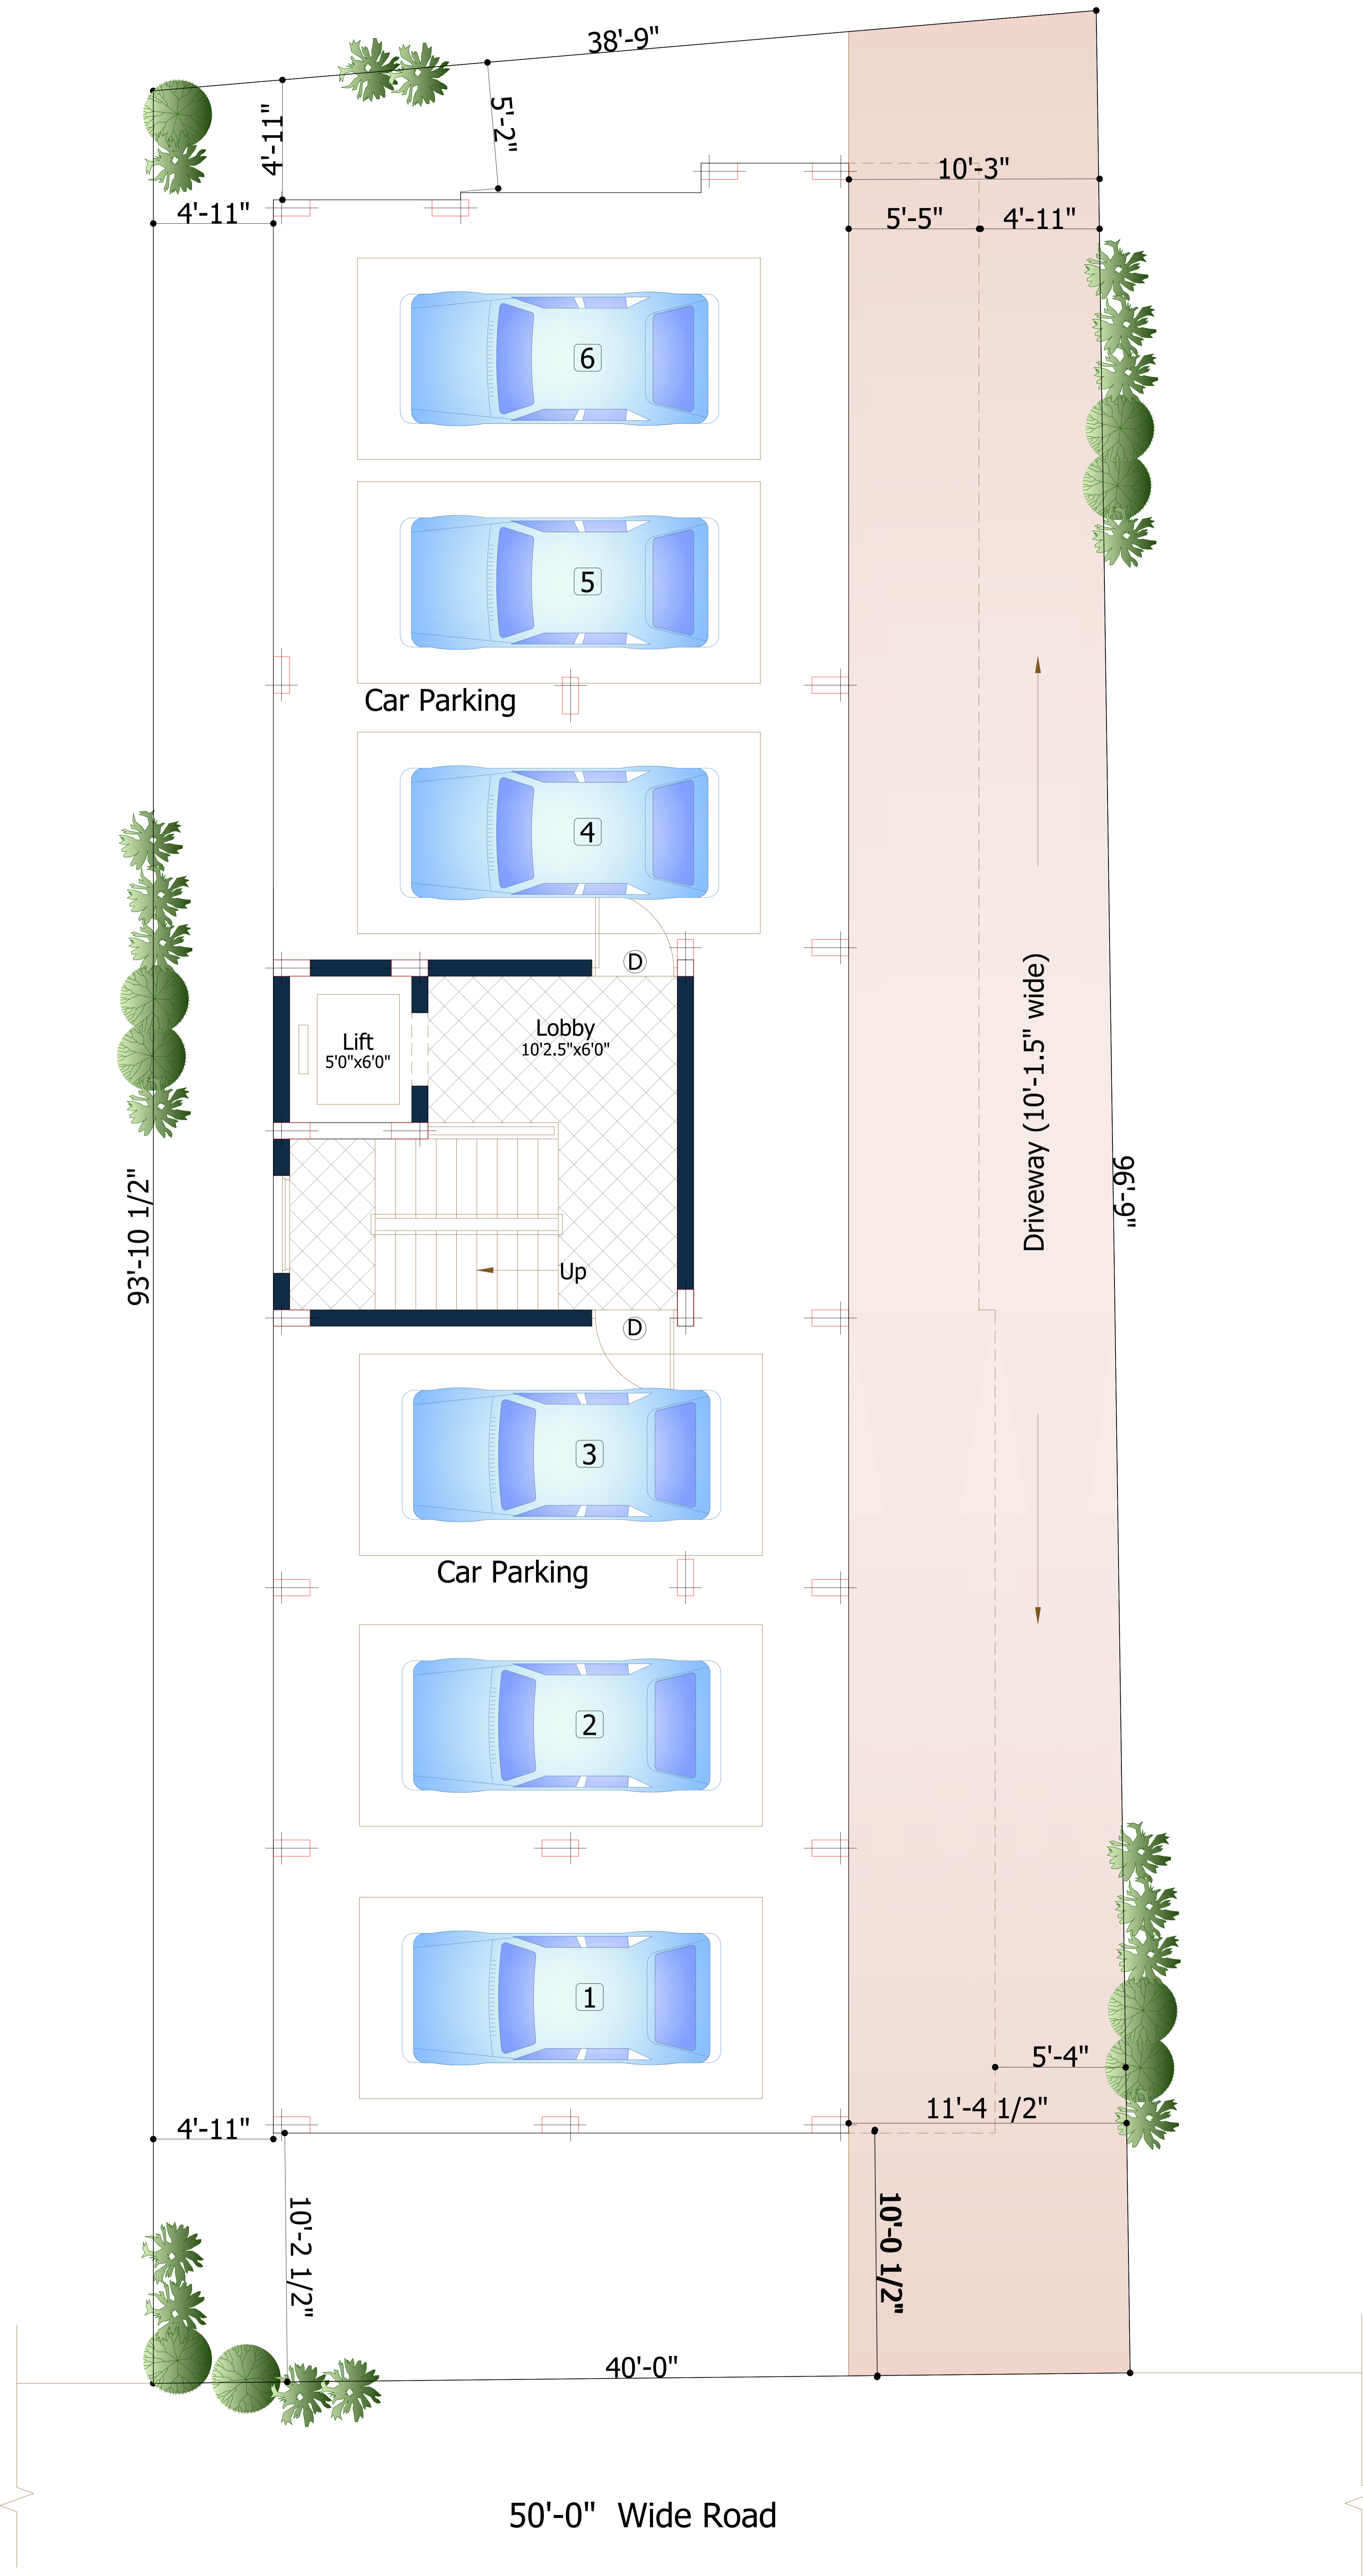 38'-9"
4'-11"
5'-2"
10'-3"
4'-11"
5'-5"
4'-11"
6
5
Car Parking
4
D
Lift
5'0"x6'0"
Lobby
10'2.5"x6'0"
Driveway (10'-1.5" wide)
96'-9"
93'-10 1/2"
Up
D
3
Car Parking
2
1
5'-4"
11'-4 1/2"
4'-11"
10'-2 1/2"
10'-0 1/2"
40'-0"
50'-0" Wide Road